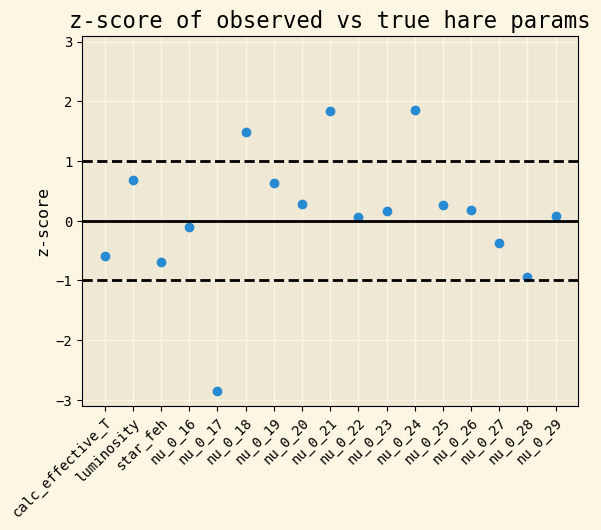 z-score of observed vs true hare params
z-score
3
2
1
0
−1
−2
−3
calc_effective_T
luminosity
star_feh
nu_0_16
nu_0_17
nu_0_18
nu_0_19
nu_0_20
nu_0_21
nu_0_22
nu_0_23
nu_0_24
nu_0_25
nu_0_26
nu_0_27
nu_0_28
nu_0_29